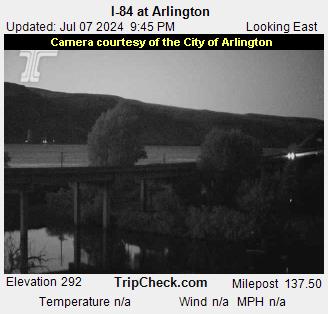 I-84 at Arlington
Updated: Jul 07 2024 9:45 PM Looking East
Camera courtesy of the City of Arlington
Elevation 292 TripCheck.com Milepost 137.50
Temperature n/a Wind n/a MPH n/a